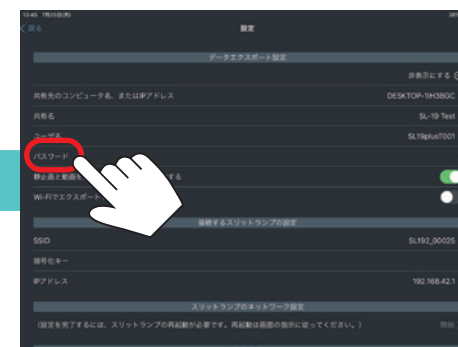 13:45 7月25日(木)
戻る
設定
データエクスポート設定
非表示にする
共有先のコンピュータ名、またはIPアドレス
DESKTOP-1IH38GC
共有名
SL-19 Test
ユーザ名
SL19plusT001
パスワード
静止画と動画を
する
Wi-Fiでエクスポート
接続するスリットランプの設定
SSID
SL192_00025
暗号化キー
IPアドレス
192.168.42.1
スリットランプのネットワーク設定
(設定を完了するには、スリットランプの再起動が必要です。再起動は画面の指示に従ってください。)
開始